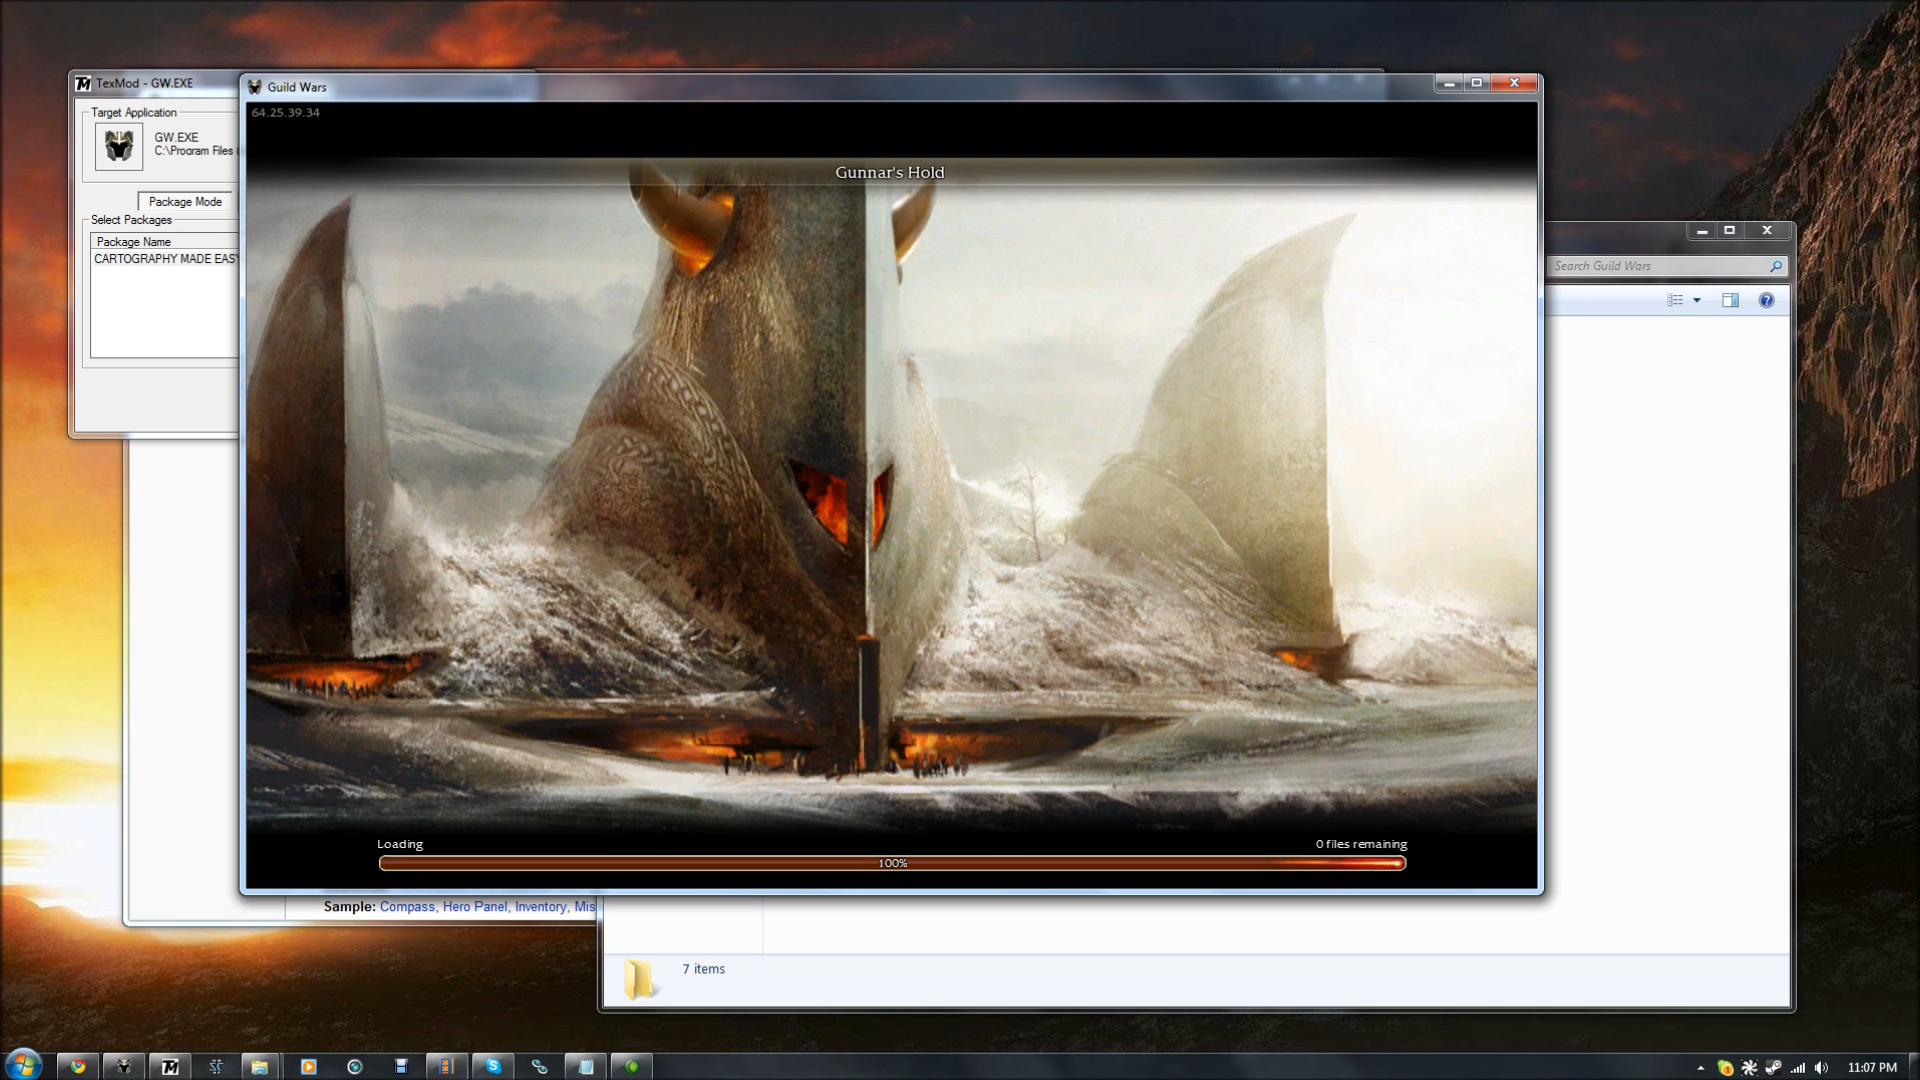 TexMod - GW.EXE
Target Application
GW.EXE
C:\Program Files
Package Mode
Select Packages
Package Name
CARTOGRAPHY MADE EASY
Guild Wars
64.25.39.34
Gunnar's Hold
Loading
0 files remaining
100%
Search Guild Wars
Sample: Compass, Hero Panel, Inventory, Mis
7 items
11:07 PM